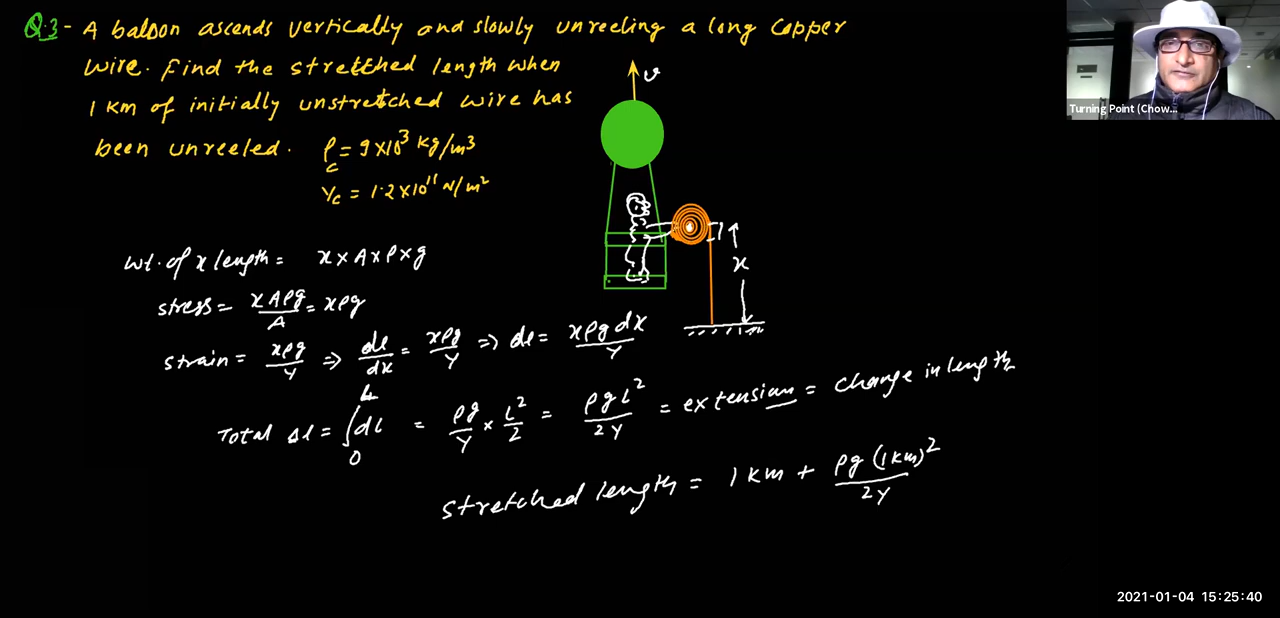 Q.3- A baloon ascends vertically and slowly unreeling a long copper
wire. Find the stretched length when
1 km of initially unstretched wire has
been unreeled. ρc = 9×10³ kg/m³
Yc = 1.2×10¹¹ N/m²
v
Turning Point (Chow...
x
wt. of x length = x × A × ρ × g
stress = xAρg/A = xρg
strain = xρg/Y ⇒ dl/dx = xρg/Y ⇒ dl = xρg dx/Y
Total Δl = ∫₀ᴸ dl = ρg/Y × L²/2 = ρgL²/2Y = extension = change in length
stretched length = 1 km + ρg (1km)²/2Y
2021-01-04 15:25:40